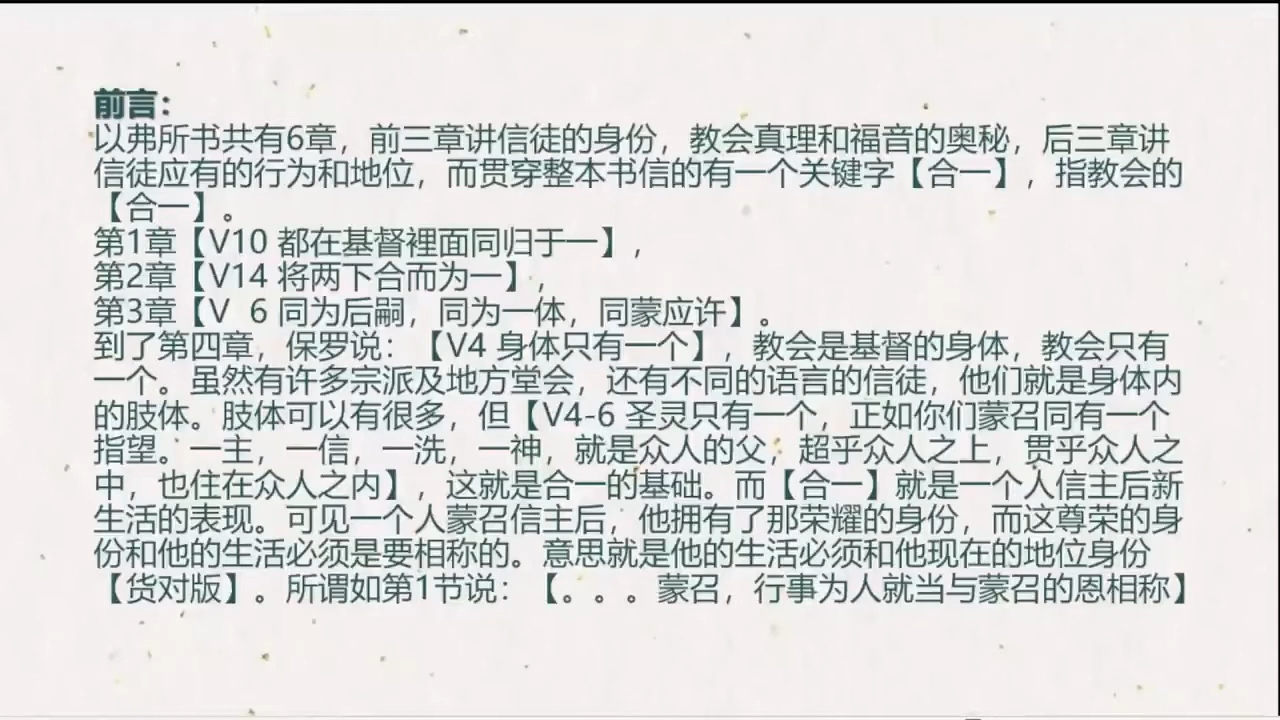 前言：
以弗所书共有6章，前三章讲信徒的身份，教会真理和福音的奥秘，后三章讲
信徒应有的行为和地位，而贯穿整本书信的有一个关键字【合一】，指教会的
【合一】。
第1章【V10 都在基督裡面同归于一】，
第2章【V14 将两下合而为一】，
第3章【V  6 同为后嗣，同为一体，同蒙应许】。
到了第四章，保罗说：【V4 身体只有一个】，教会是基督的身体，教会只有
一个。虽然有许多宗派及地方堂会，还有不同的语言的信徒，他们就是身体内
的肢体。肢体可以有很多，但【V4-6 圣灵只有一个，正如你们蒙召同有一个
指望。一主，一信，一洗，一神，就是众人的父，超乎众人之上，贯乎众人之
中，也住在众人之内】，这就是合一的基础。而【合一】就是一个人信主后新
生活的表现。可见一个人蒙召信主后，他拥有了那荣耀的身份，而这尊荣的身
份和他的生活必须是要相称的。意思就是他的生活必须和他现在的地位身份
【货对版】。所谓如第1节说：【。。。蒙召，行事为人就当与蒙召的恩相称】